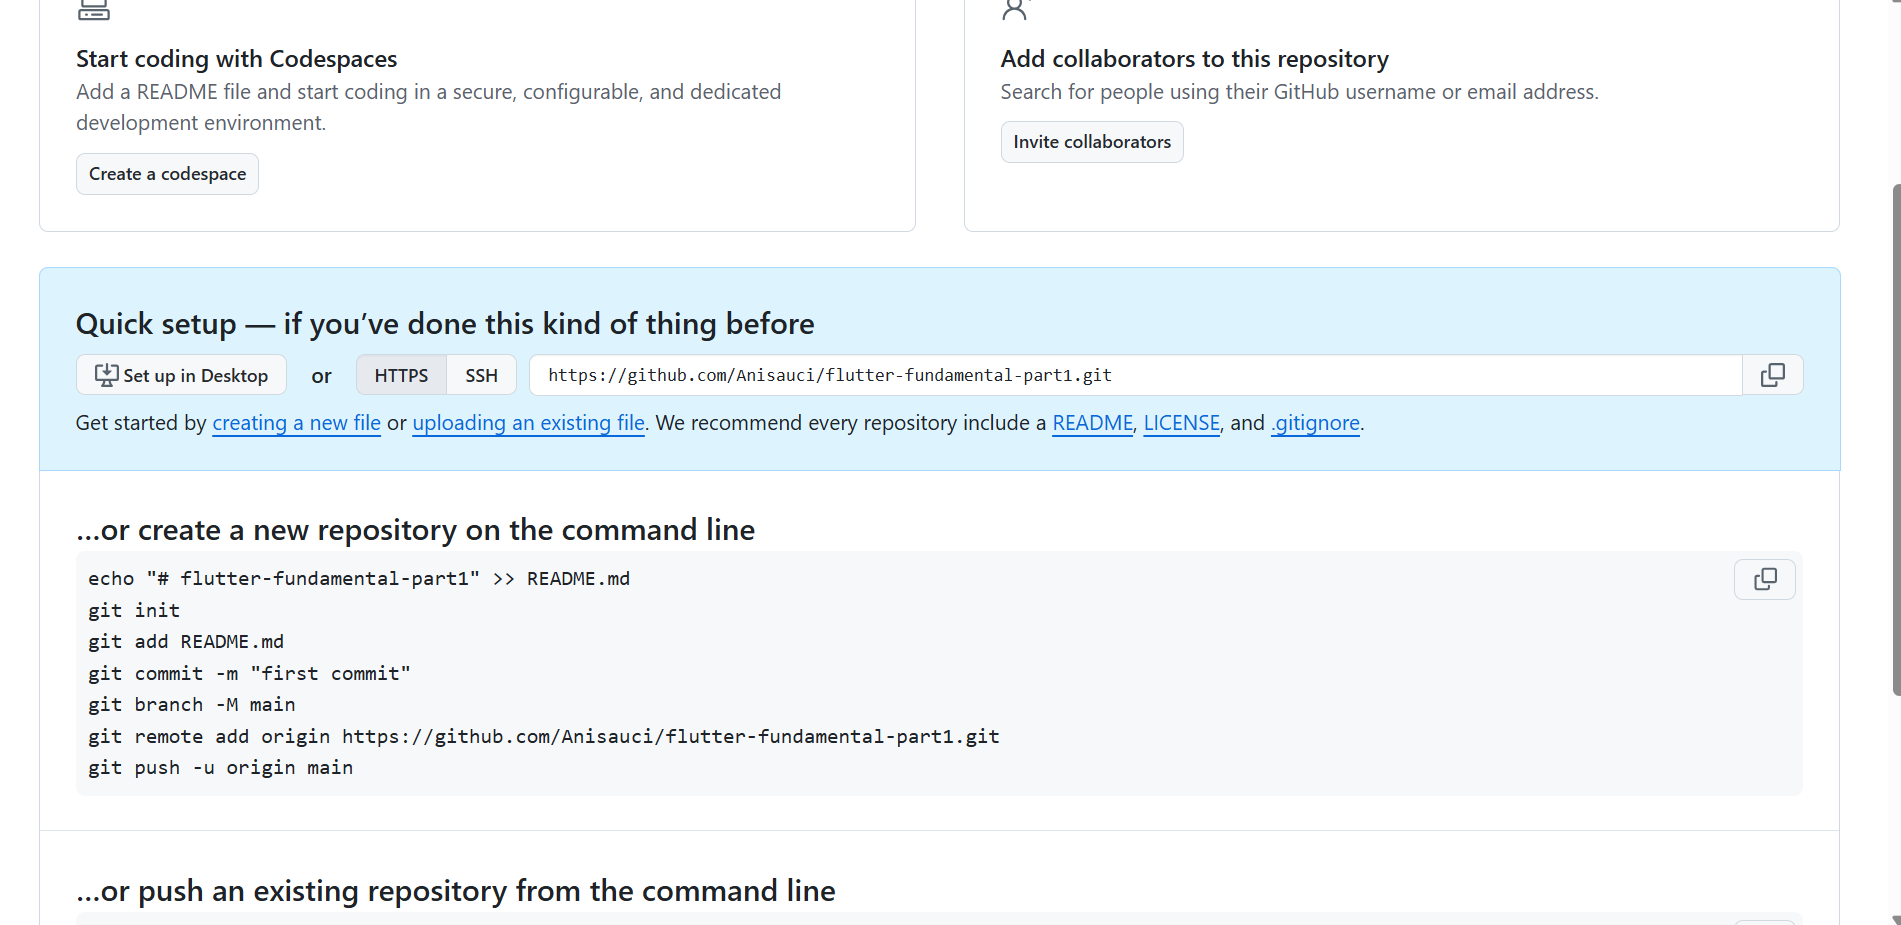 Start coding with Codespaces
Add a README file and start coding in a secure, configurable, and dedicated
development environment.
Create a codespace
Add collaborators to this repository
Search for people using their GitHub username or email address.
Invite collaborators
Quick setup — if you’ve done this kind of thing before
Set up in Desktop or HTTPS SSH https://github.com/Anisauci/flutter-fundamental-part1.git
Get started by creating a new file or uploading an existing file. We recommend every repository include a README, LICENSE, and .gitignore.
…or create a new repository on the command line
echo "# flutter-fundamental-part1" >> README.md
git init
git add README.md
git commit -m "first commit"
git branch -M main
git remote add origin https://github.com/Anisauci/flutter-fundamental-part1.git
git push -u origin main
…or push an existing repository from the command line